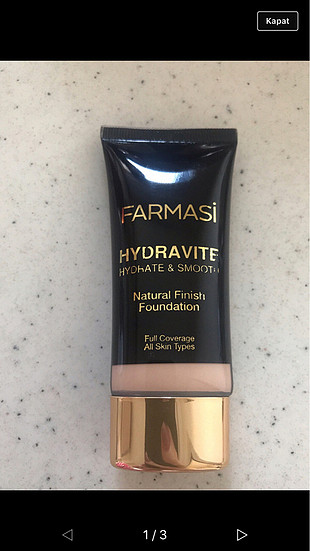 Kapat
FARMASi
HYDRAVITE
HYDRATE & SMOOTH
Natural Finish
Foundation
Full Coverage
All Skin Types
1 / 3